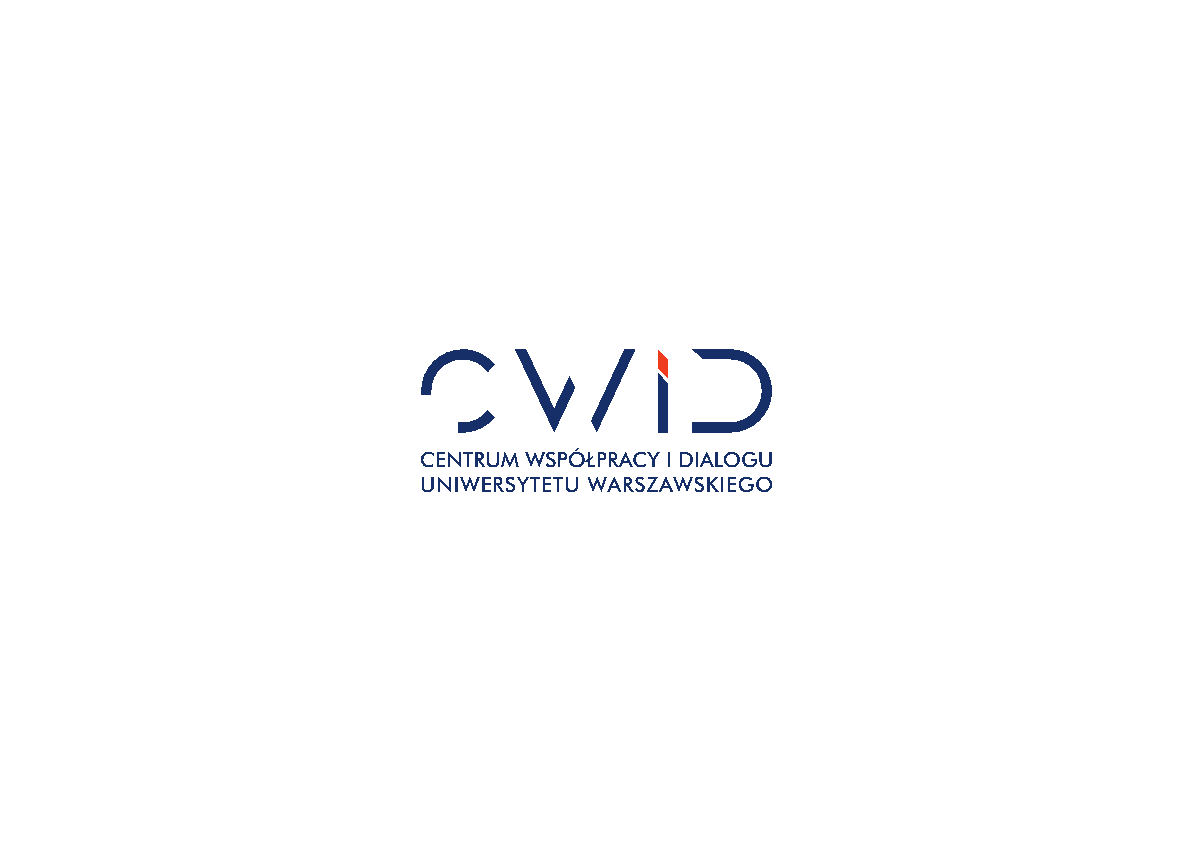 CWID
CENTRUM WSPÓŁPRACY I DIALOGU
UNIWERSYTETU WARSZAWSKIEGO